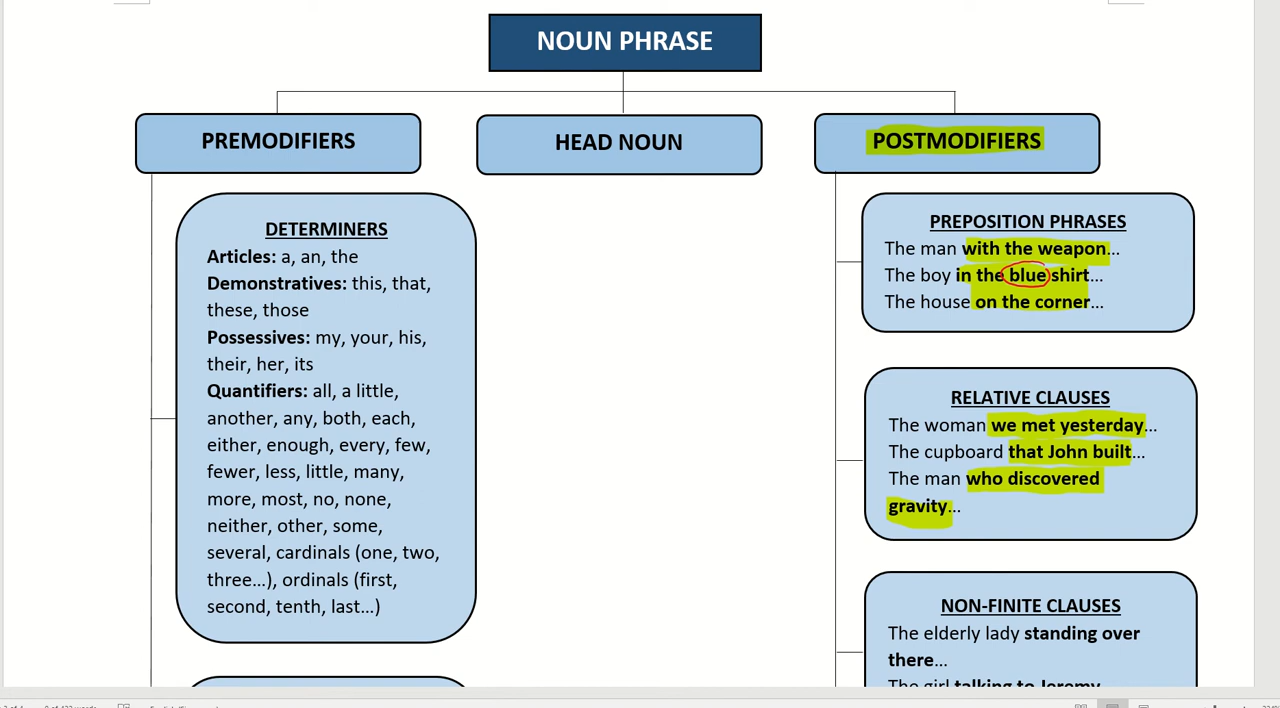 NOUN PHRASE
PREMODIFIERS
HEAD NOUN
POSTMODIFIERS
DETERMINERS
Articles: a, an, the
Demonstratives: this, that,
these, those
Possessives: my, your, his,
their, her, its
Quantifiers: all, a little,
another, any, both, each,
either, enough, every, few,
fewer, less, little, many,
more, most, no, none,
neither, other, some,
several, cardinals (one, two,
three...), ordinals (first,
second, tenth, last...)
PREPOSITION PHRASES
The man with the weapon...
The boy in the blue shirt...
The house on the corner...
RELATIVE CLAUSES
The woman we met yesterday...
The cupboard that John built...
The man who discovered
gravity...
NON-FINITE CLAUSES
The elderly lady standing over
there...
The girl talking to Jeremy